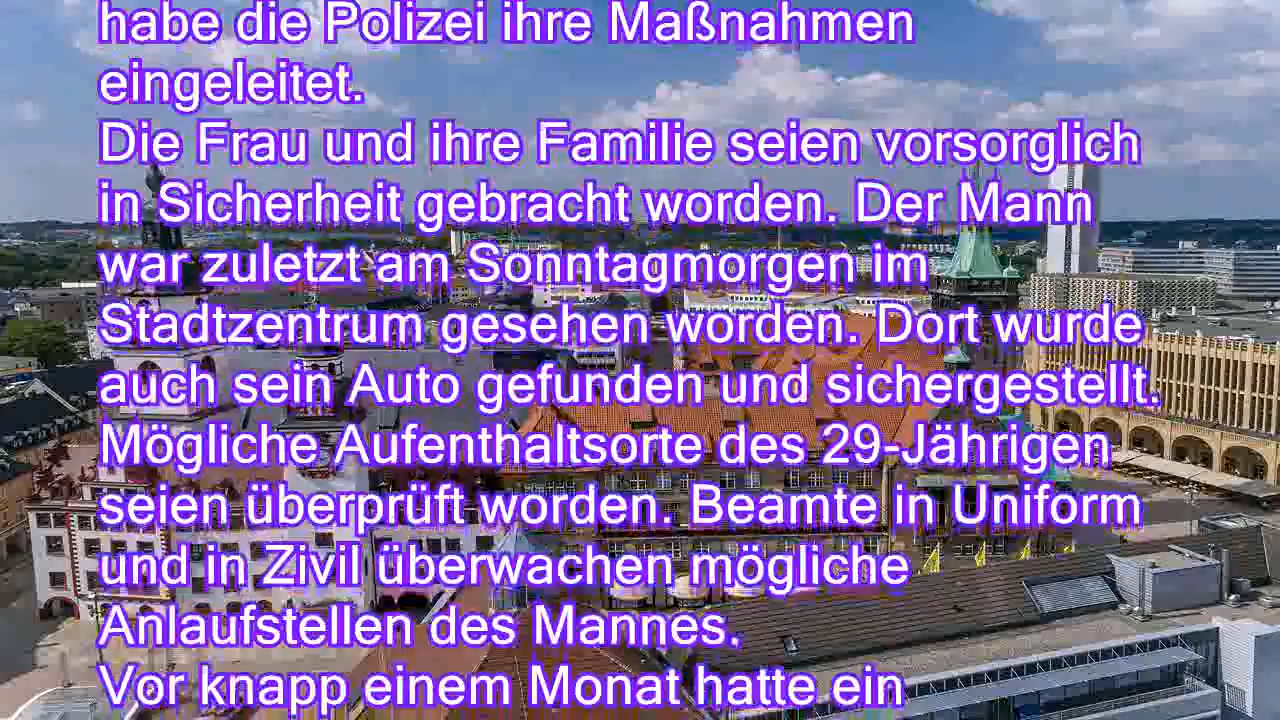 habe die Polizei ihre Maßnahmen
eingeleitet.
Die Frau und ihre Familie seien vorsorglich
in Sicherheit gebracht worden. Der Mann
war zuletzt am Sonntagmorgen im
Stadtzentrum gesehen worden. Dort wurde
auch sein Auto gefunden und sichergestellt.
Mögliche Aufenthaltsorte des 29-Jährigen
seien überprüft worden. Beamte in Uniform
und in Zivil überwachen mögliche
Anlaufstellen des Mannes.
Vor knapp einem Monat hatte ein